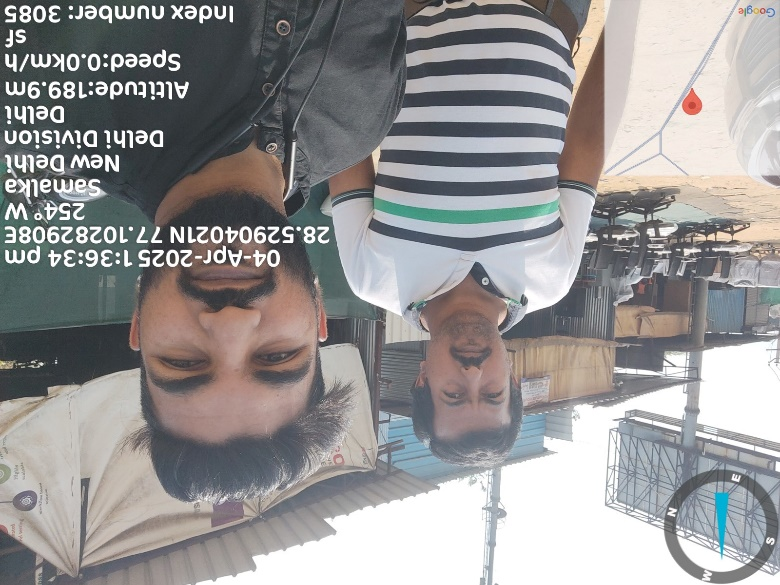 04-Apr-2025 1:36:34 pm
28.52904021N 77.10282908E
254° W
Samalka
New Delhi
Delhi Division
Delhi
Altitude:189.9m
Speed:0.0km/h
sf
Index number: 3085
Google
N
E
S
W